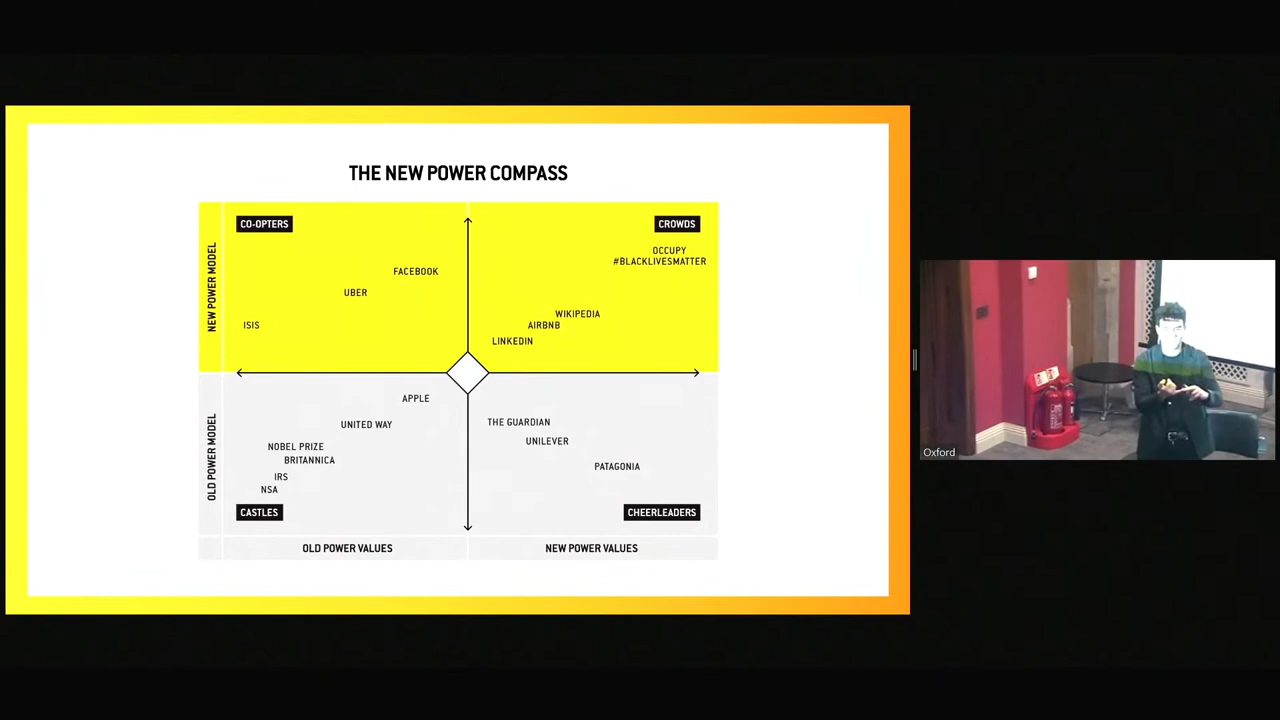 THE NEW POWER COMPASS
CO-OPTERS
CROWDS
OCCUPY
#BLACKLIVESMATTER
FACEBOOK
UBER
ISIS
WIKIPEDIA
AIRBNB
LINKEDIN
NEW POWER MODEL
APPLE
UNITED WAY
NOBEL PRIZE
BRITANNICA
IRS
NSA
THE GUARDIAN
UNILEVER
PATAGONIA
OLD POWER MODEL
CASTLES
CHEERLEADERS
OLD POWER VALUES
NEW POWER VALUES
Oxford